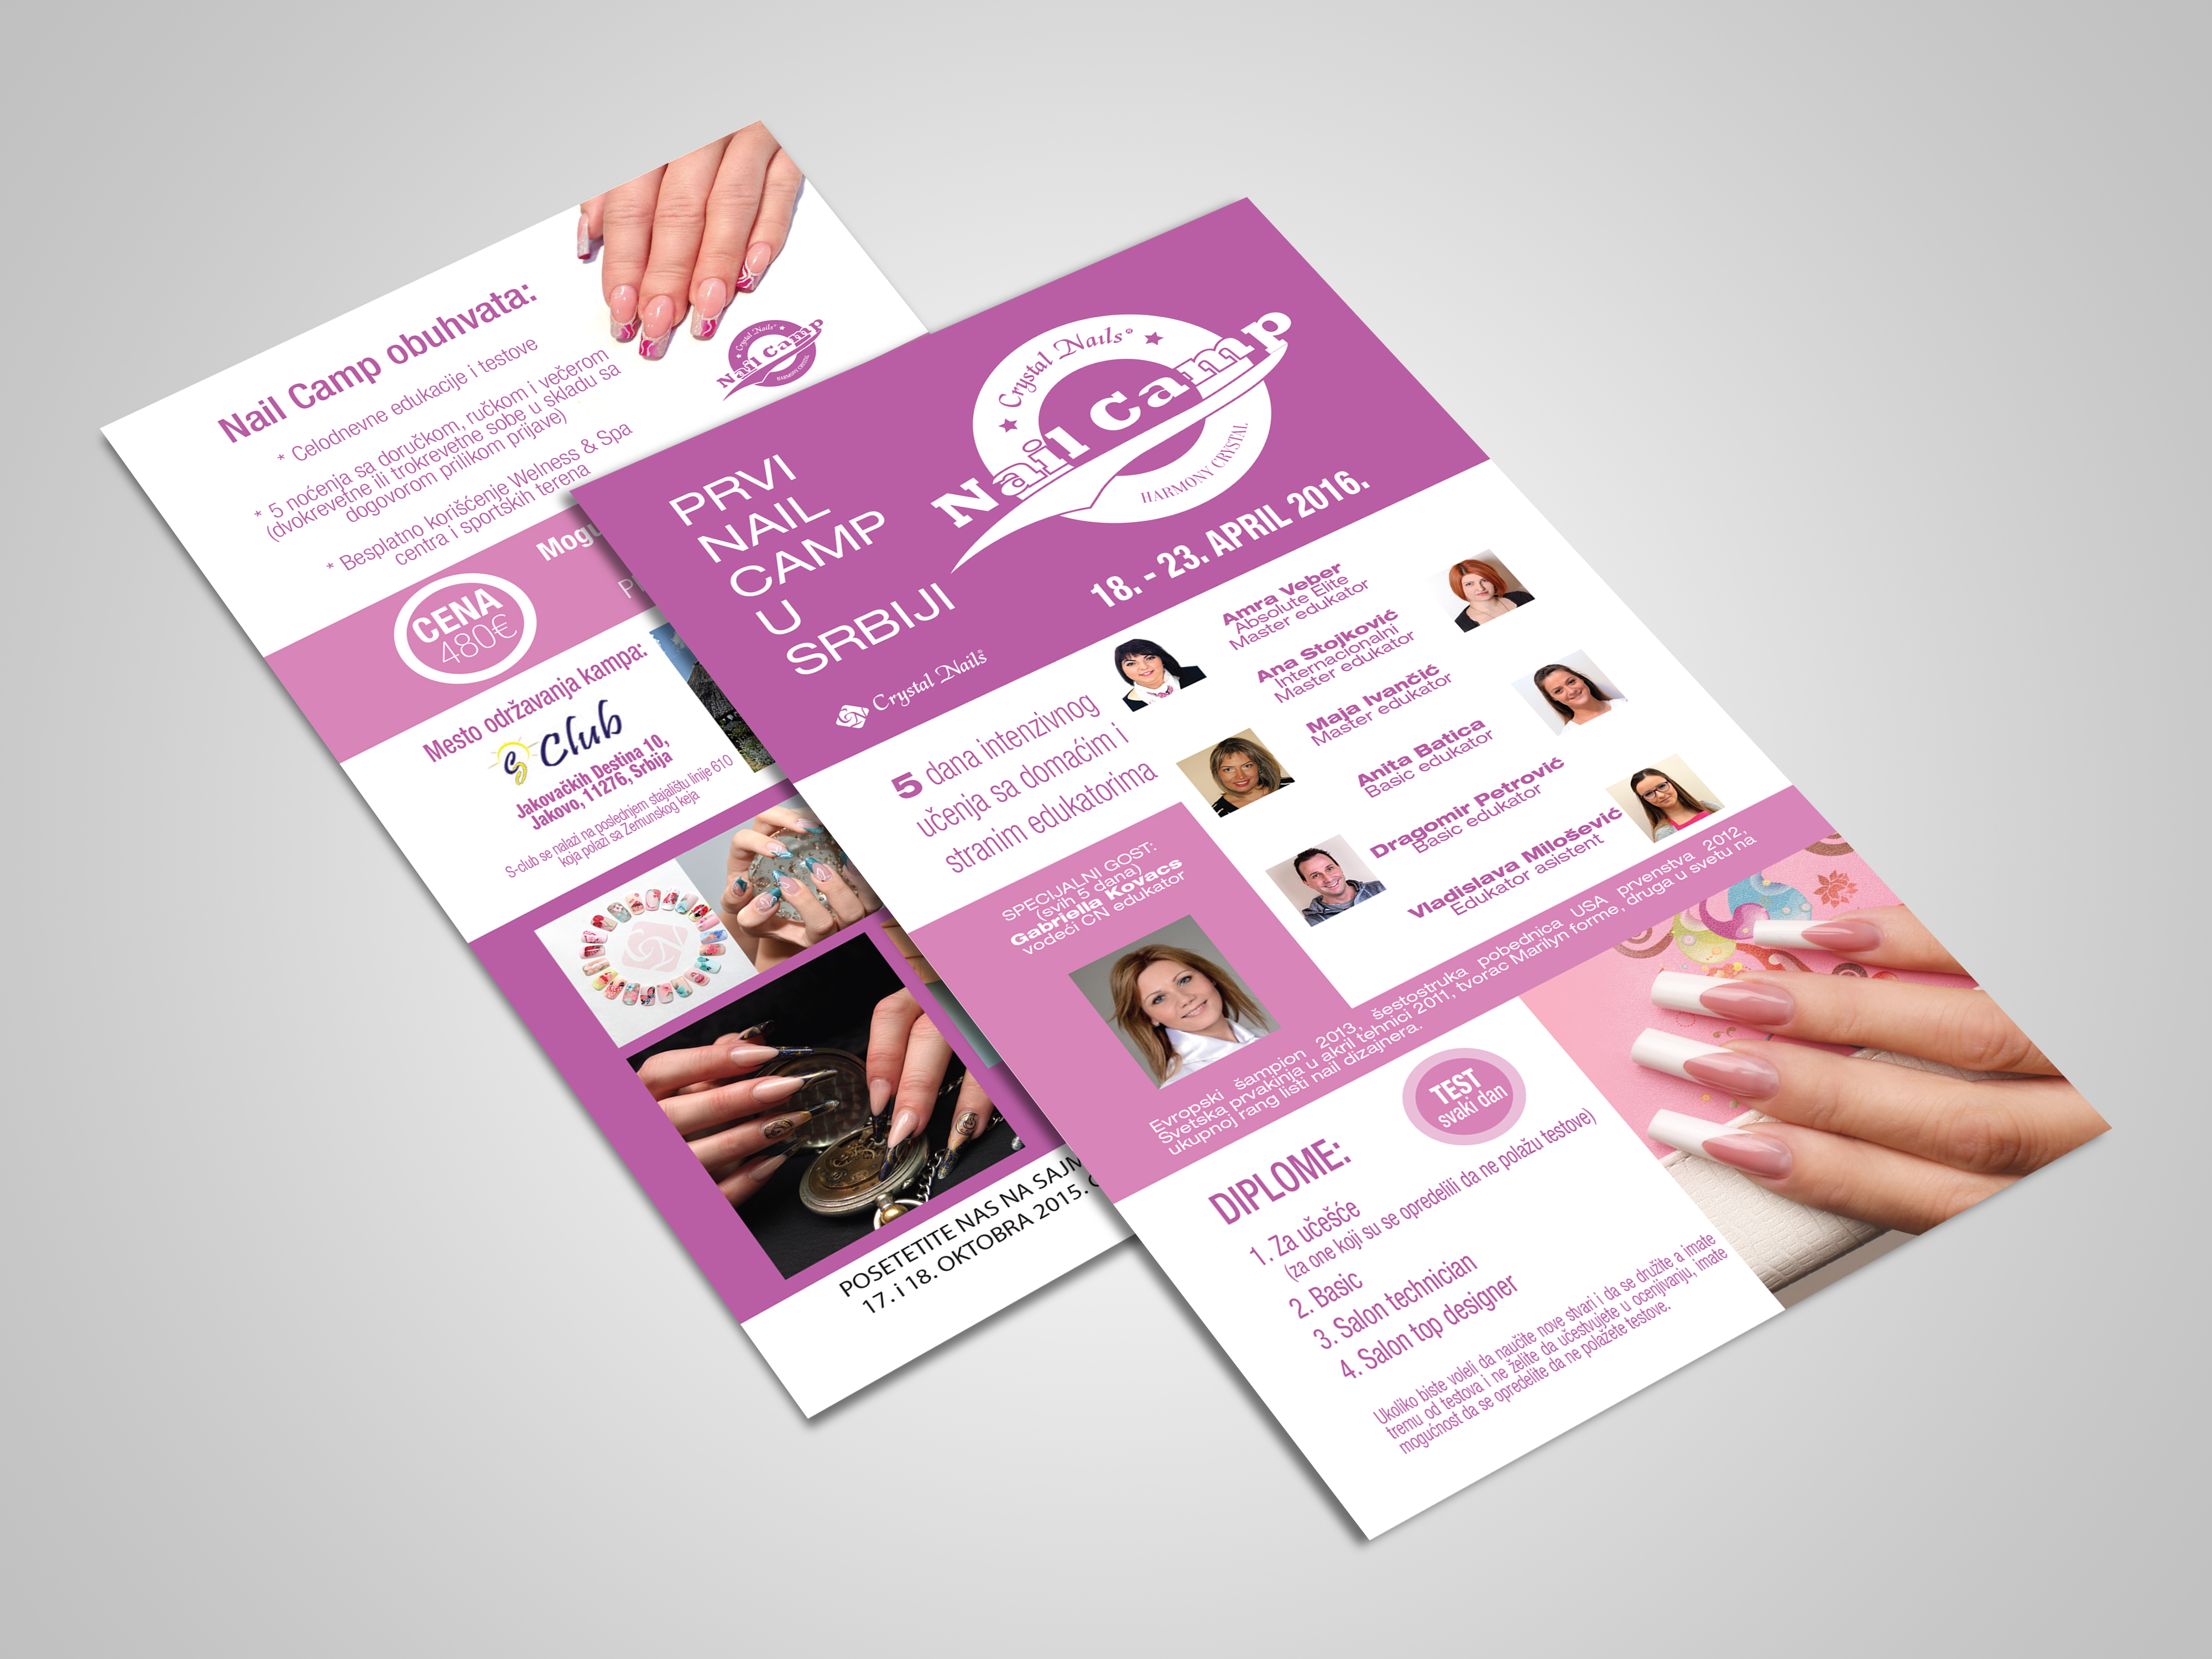 Nail Camp obuhvata:
* Celodnevne edukacije i testove
* 5 noćenja sa doručkom, ručkom i večerom
(dvokrevetne ili trokrevetne sobe u skladu sa
dogovorom prilikom prijave)
* Besplatno korišćenje Welness & Spa
centra i sportskih terena
Crystal Nails
Nail Camp
HARMONY CRYSTAL
CENA
480€
Mesto održavanja kampa:
S Club
Jakovačkih Destina 10,
Jakovo, 11276, Srbija
S-club se nalazi na poslednjem stajalištu linije 610
koja polazi sa Zemunskog keja
POSETETITE NAS NA
17. i 18. OKTOBRA 2015.
PRVI
NAIL
CAMP
U
SRBIJI
Crystal Nails®
Crystal Nails®
Nail Camp
HARMONY CRYSTAL
18. - 23. APRIL 2016.
5 dana intenzivnog
učenja sa domaćim i
stranim edukatorima
Amra Veber
Absolute Elite
Master edukator
Ana Stojković
Internacionalni
Master edukator
Maja Ivančić
Master edukator
Anita Batica
Basic edukator
Dragomir Petrović
Basic edukator
Vladislava Milošević
Edukator asistent
SPECIJALNI GOST:
(svih 5 dana)
Gabriella Kovacs
vodeći CN edukator
Evropski šampion 2013, šestostruka pobednica USA prvenstva 2012,
Svetska prvakinja u akril tehnici 2011, tvorac Marilyn forme, druga u svetu na
ukupnoj rang listi nail dizajnera.
TEST
svaki dan
DIPLOME:
1. Za učešće
(za one koji su se opredelili da ne polažu testove)
2. Basic
3. Salon technician
4. Salon top designer
Ukoliko biste voleli da naučite nove stvari i da se družite a imate
tremu od testova i ne želite da učestvujete u ocenjivanju, imate
mogućnost da se opredelite da ne polažete testove.